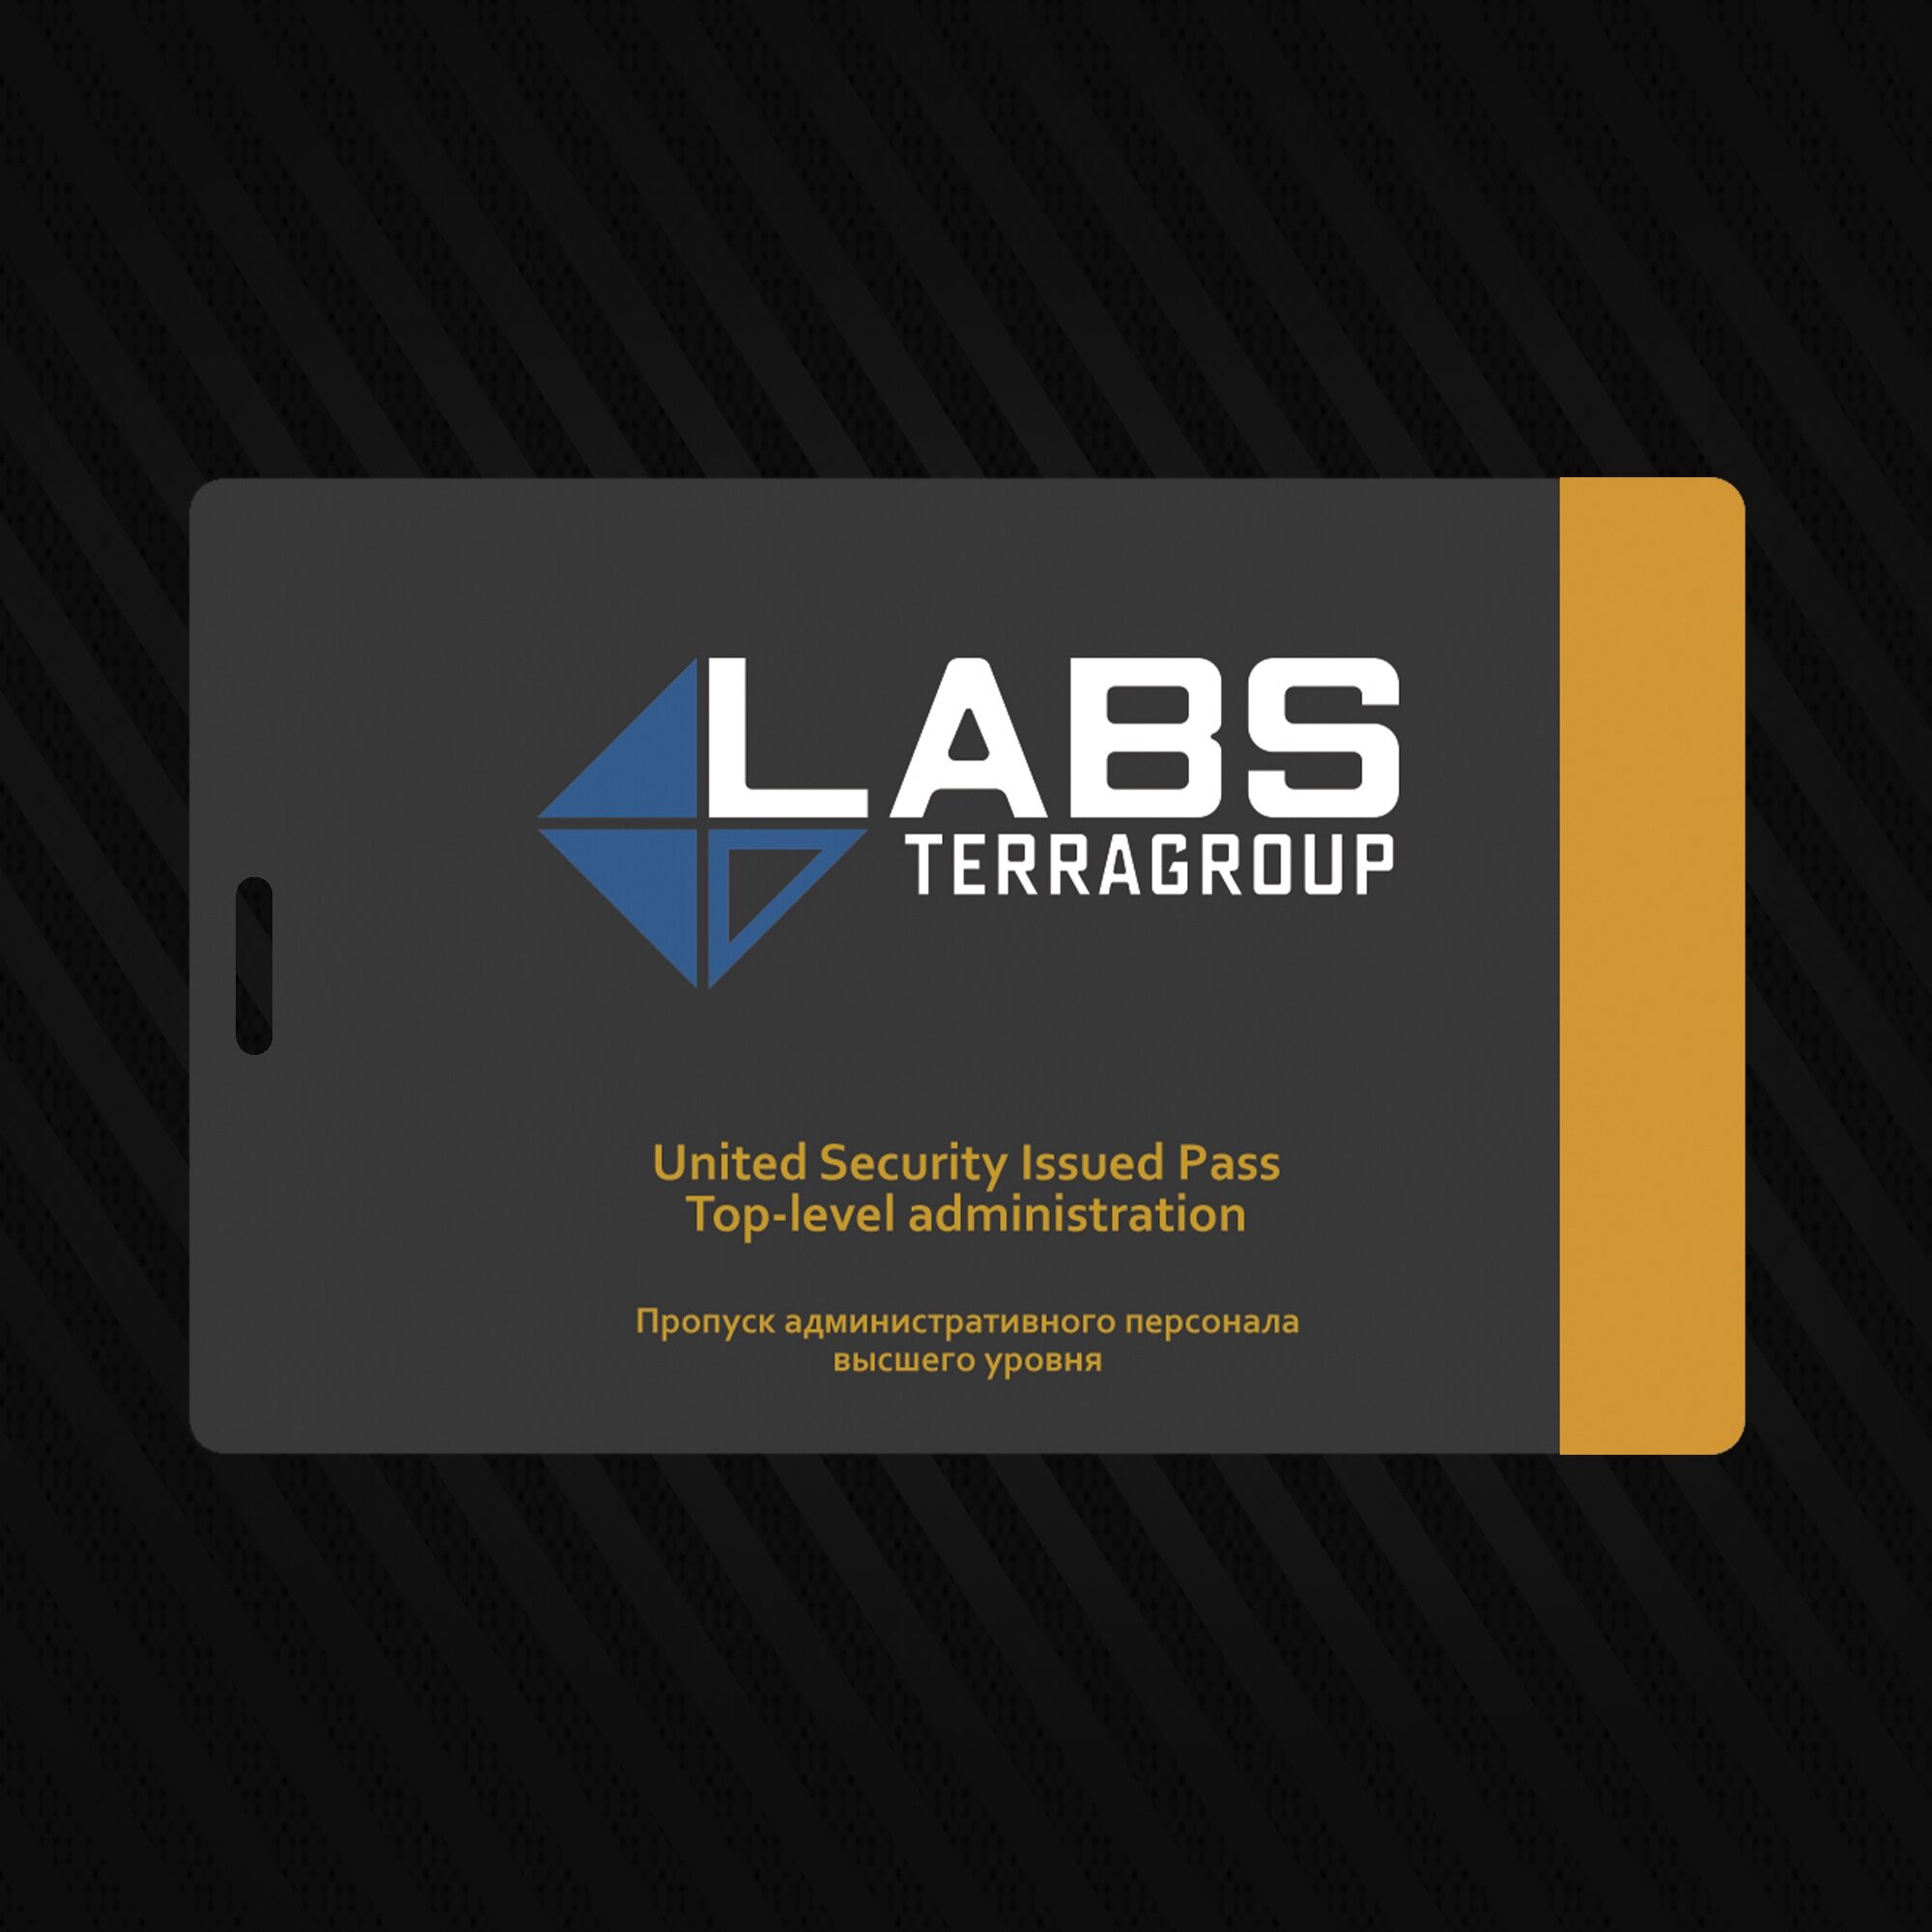 LABS
TERRAGROUP
United Security Issued Pass
Top-level administration
Пропуск административного персонала
высшего уровня